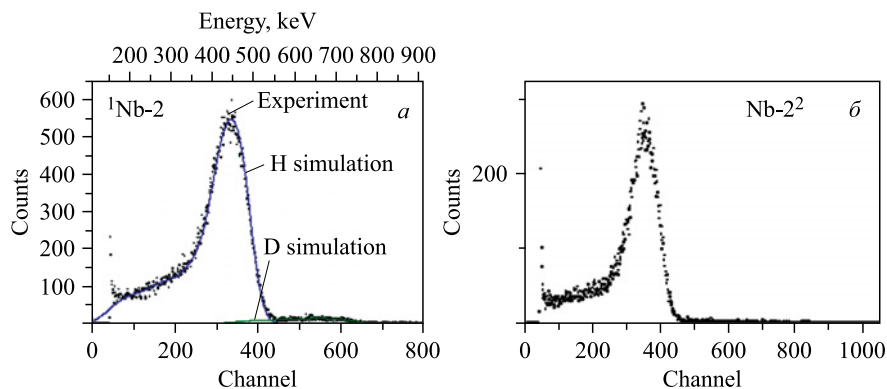 Energy, keV
200 300 400 500 600 700 800 900
600
500
400
300
200
100
Counts
¹Nb-2
a
Experiment
H simulation
D simulation
0 200 400 600 800
Channel
Nb-2²
б
200
Counts
0 200 400 600 800 1000
Channel